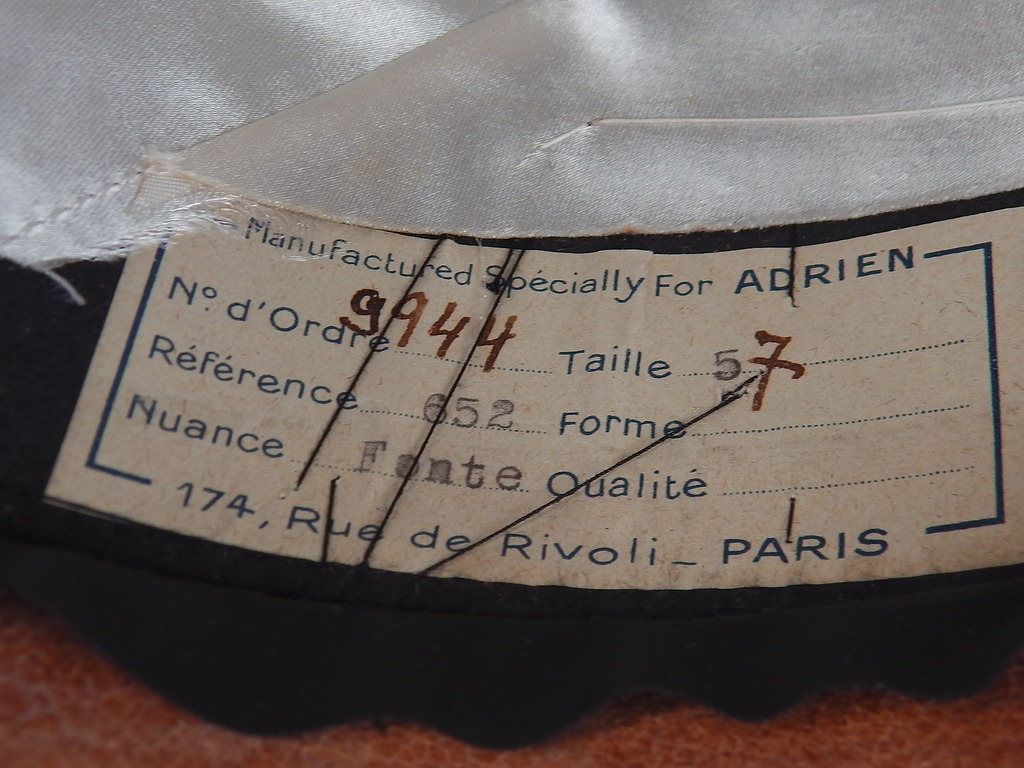 Manufactured Spécially For ADRIEN
Nº d'Ordre 9944 Taille 57
Référence 652 Forme
Nuance Fonte Qualité
174, Rue de Rivoli _ PARIS